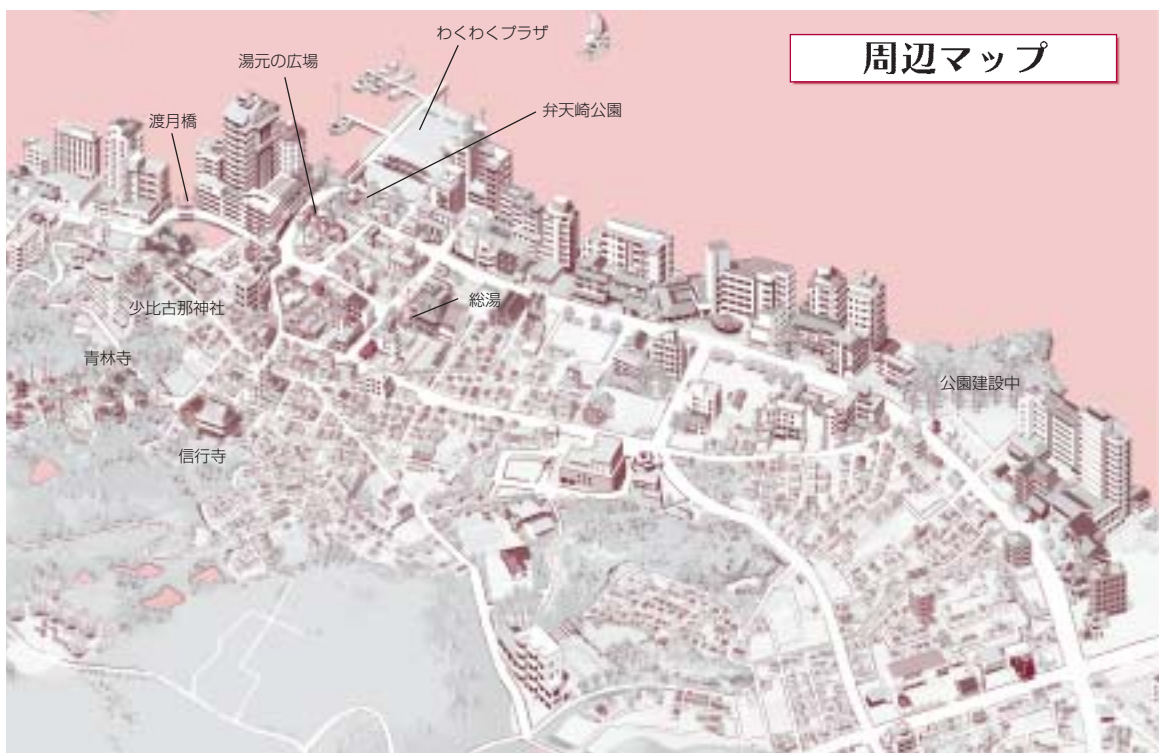 周辺マップ
わくわくプラザ
湯元の広場
弁天崎公園
渡月橋
総湯
少比古那神社
青林寺
公園建設中
信行寺